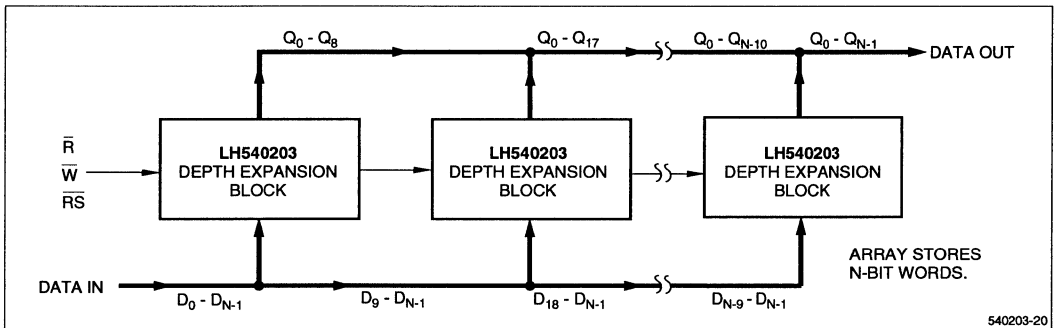 Q0 - Q8
Q0 - Q17
Q0 - QN-10
Q0 - QN-1
DATA OUT
R̅
W̅
R̅S̅
LH540203
DEPTH EXPANSION
BLOCK
LH540203
DEPTH EXPANSION
BLOCK
LH540203
DEPTH EXPANSION
BLOCK
ARRAY STORES
N-BIT WORDS.
DATA IN
D0 - DN-1
D9 - DN-1
D18 - DN-1
DN-9 - DN-1
540203-20